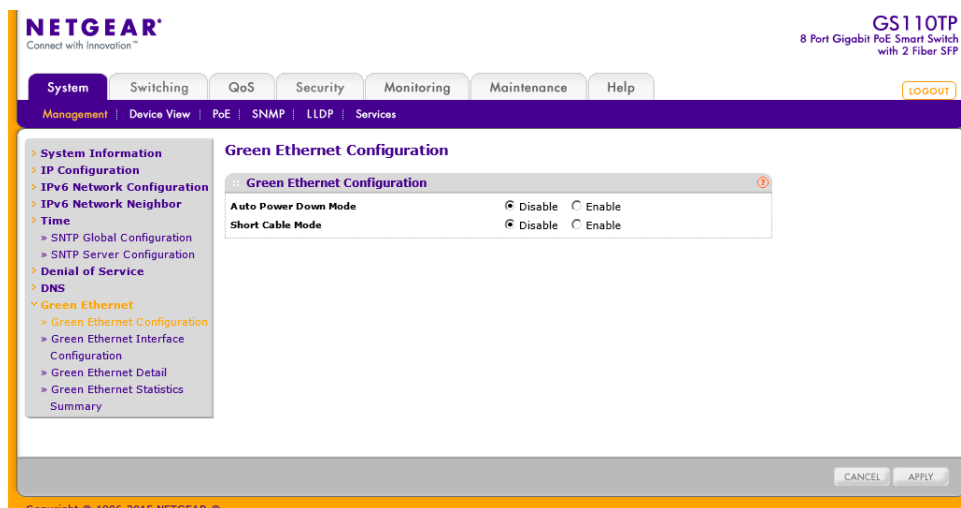 NETGEAR®
Connect with Innovation™
GS110TP
8 Port Gigabit PoE Smart Switch
with 2 Fiber SFP
System Switching QoS Security Monitoring Maintenance Help
LOGOUT
Management Device View PoE SNMP LLDP Services
System Information
IP Configuration
IPv6 Network Configuration
IPv6 Network Neighbor
Time
» SNTP Global Configuration
» SNTP Server Configuration
Denial of Service
DNS
Green Ethernet
» Green Ethernet Configuration
» Green Ethernet Interface
Configuration
» Green Ethernet Detail
» Green Ethernet Statistics
Summary
Green Ethernet Configuration
Green Ethernet Configuration
?
Auto Power Down Mode Disable Enable
Short Cable Mode Disable Enable
CANCEL APPLY
Copyright © 1996-2015 NETGEAR ®